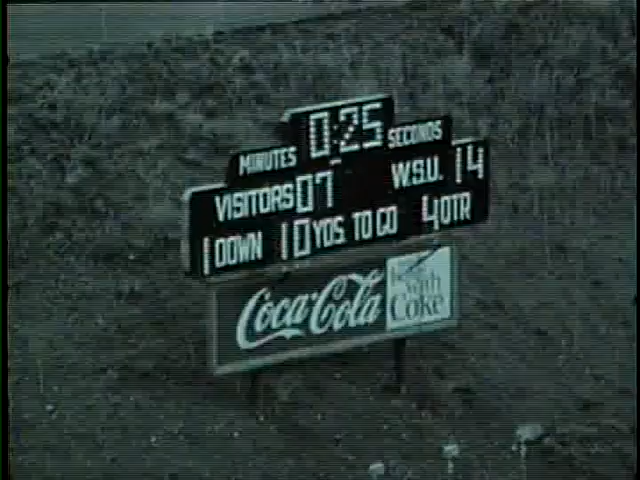 MINUTES 0:25 SECONDS
VISITORS 07 W.S.U. 14
1 DOWN 10 YDS. TO GO 4 QTR
Coca-Cola
with
Coke